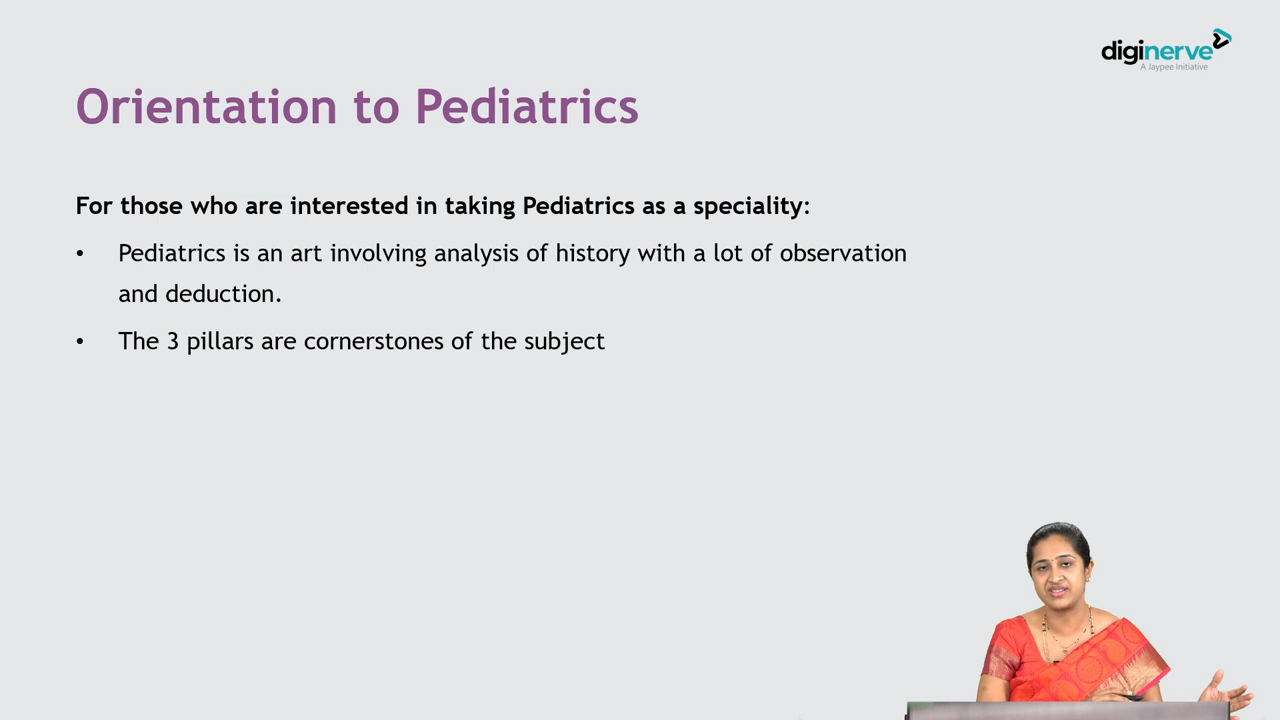 diginerve
A Jaypee Initiative
Orientation to Pediatrics
For those who are interested in taking Pediatrics as a speciality:
• Pediatrics is an art involving analysis of history with a lot of observation
and deduction.
• The 3 pillars are cornerstones of the subject